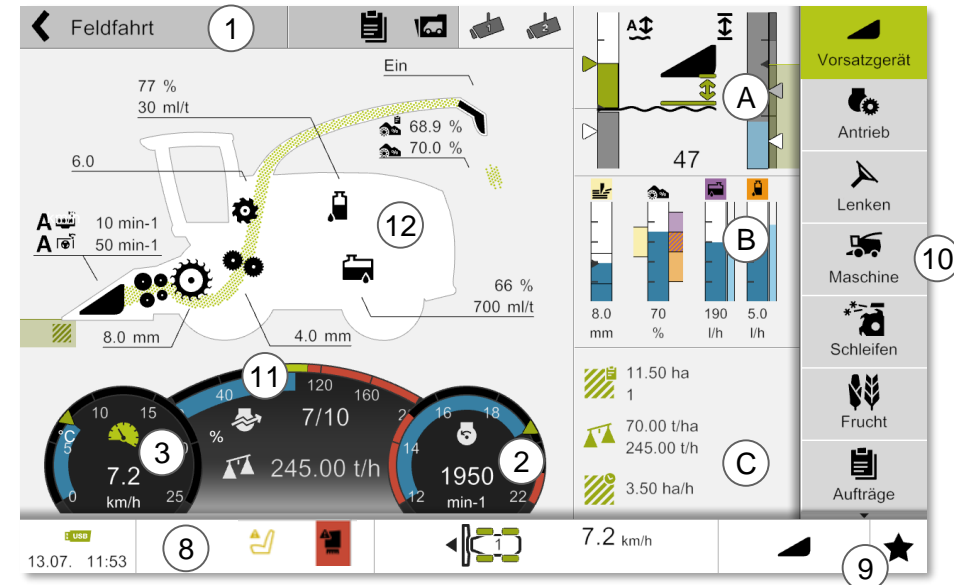 Feldfahrt
1
1
2
A
47
A
Vorsatzgerät
Antrieb
Lenken
Maschine
10
Schleifen
Frucht
Aufträge
Ein
77 %
30 ml/t
68.9 %
70.0 %
6.0
A 10 min-1
A 50 min-1
12
66 %
700 ml/t
8.0 mm
4.0 mm
B
8.0
mm
70
%
190
l/h
5.0
l/h
11.50 ha
1
70.00 t/ha
245.00 t/h
3.50 ha/h
C
11
40
120
160
%
7/10
245.00 t/h
°C
0
5
10
15
25
3
7.2
km/h
12
14
16
18
22
2
1950
min-1
USB
13.07. 11:53
8
1
7.2 km/h
9